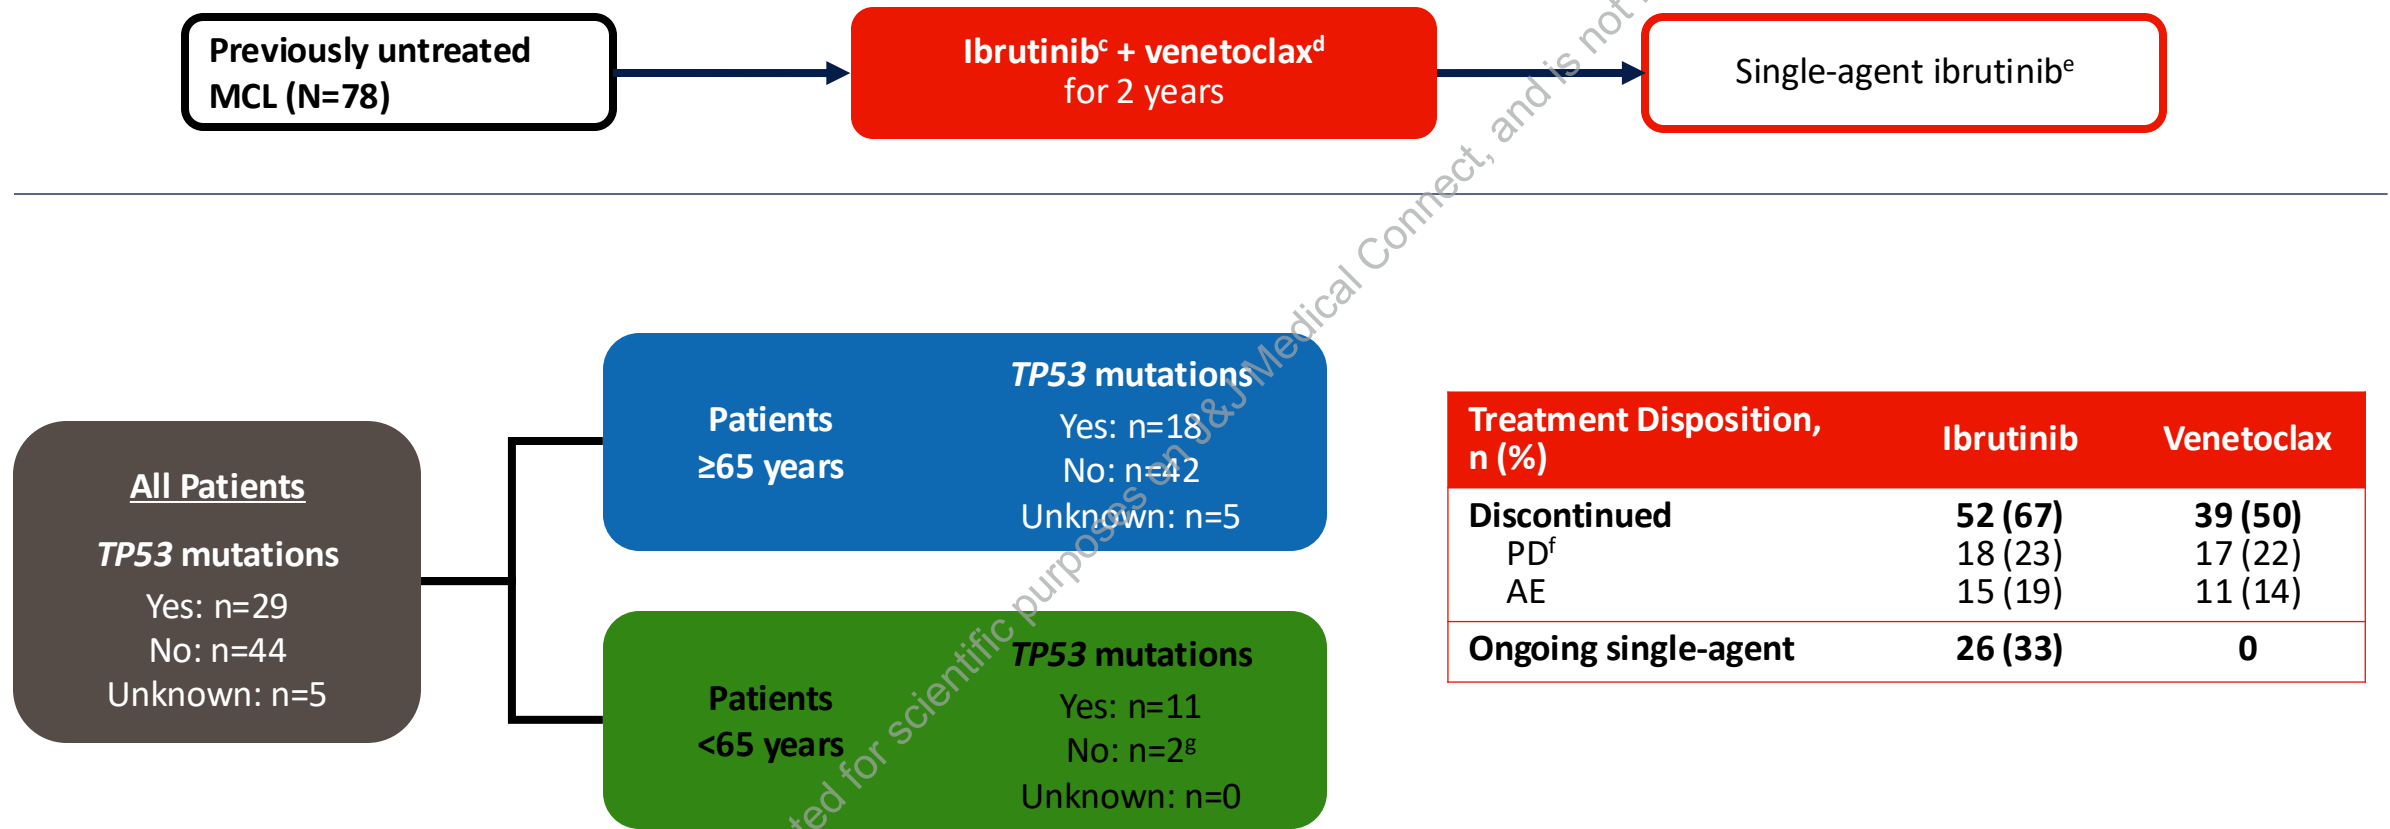 Previously untreated
MCL (N=78)
Ibrutinibᶜ + venetoclaxᵈ
for 2 years
Single-agent ibrutinibᵉ
All Patients
TP53 mutations
Yes: n=29
No: n=44
Unknown: n=5
Patients
≥65 years
TP53 mutations
Yes: n=18
No: n=42
Unknown: n=5
Patients
<65 years
TP53 mutations
Yes: n=11
No: n=2ᵍ
Unknown: n=0
Treatment Disposition, n (%) Ibrutinib Venetoclax
Discontinued 52 (67) 39 (50)
PDᶠ 18 (23) 17 (22)
AE 15 (19) 11 (14)
Ongoing single-agent 26 (33) 0
for scientific purposes on J&J Medical Connect, and is not